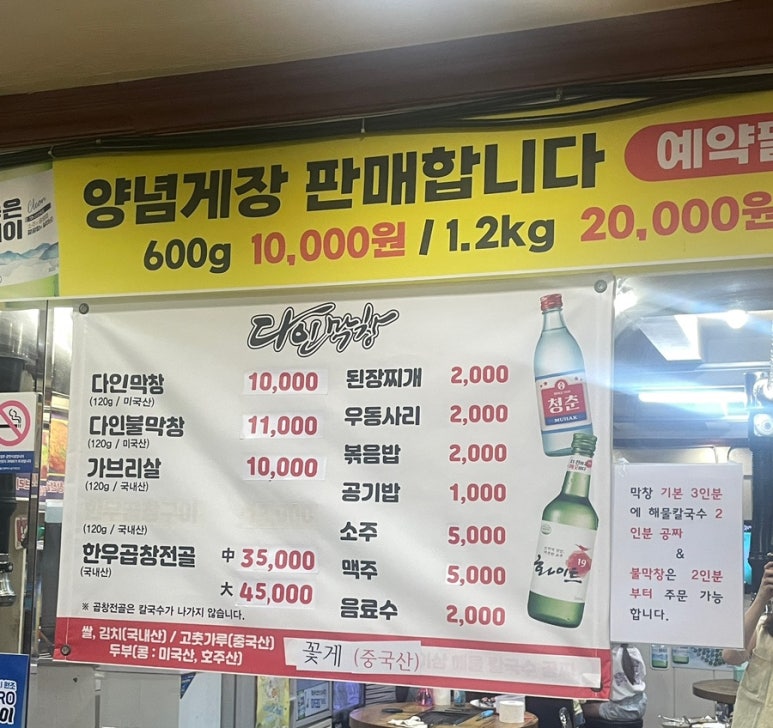 양념게장 판매합니다
600g 10,000원 / 1.2kg 20,000원
다인막창
다인막창 10,000
(120g / 미국산)
다인불막창 11,000
(120g / 미국산)
가브리살 10,000
(120g / 국내산)
(120g / 국내산)
한우곱창전골 中 35,000
(국내산)
大 45,000
※ 곱창전골은 칼국수가 나가지 않습니다.
된장찌개 2,000
우동사리 2,000
볶음밥 2,000
공기밥 1,000
소주 5,000
맥주 5,000
음료수 2,000
쌀, 김치(국내산) / 고춧가루(중국산)
두부(콩 : 미국산, 호주산)
꽃게 (중국산)
청춘
MUHAK
화이트
19
막창 기본 3인분
에 해물칼국수 2
인분 공짜
&
불막창은 2인분
부터 주문 가능
합니다.